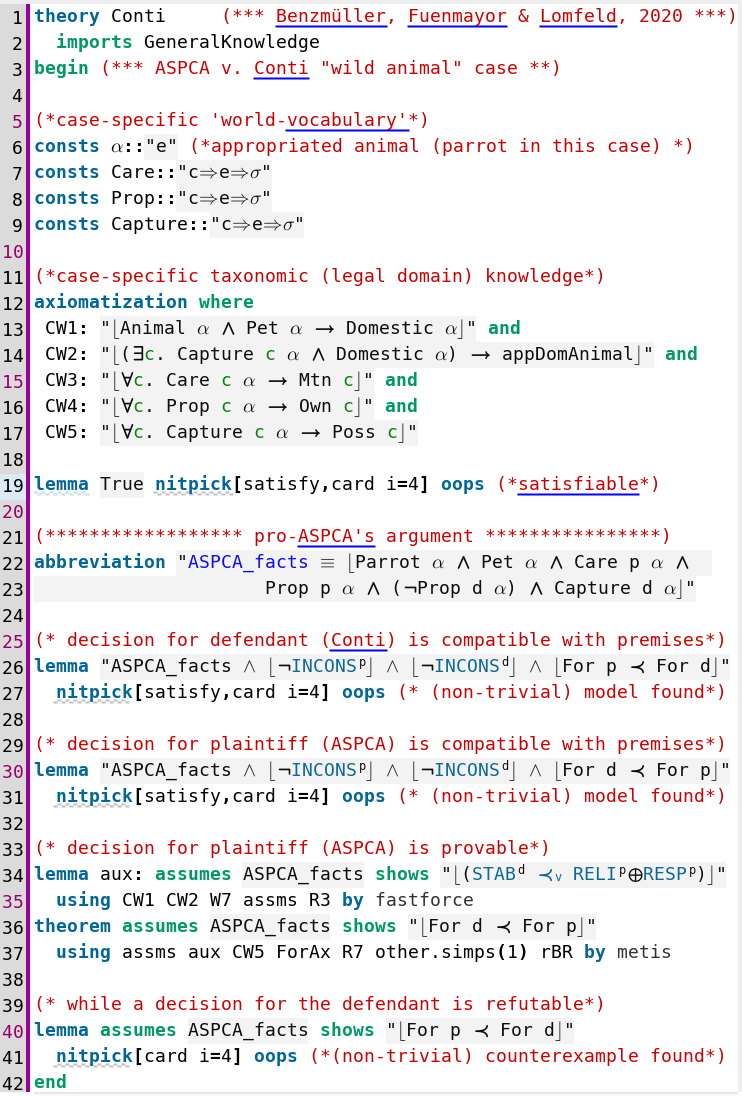 1 theory Conti     (*** Benzmüller, Fuenmayor & Lomfeld, 2020 ***)
2   imports GeneralKnowledge
3 begin (*** ASPCA v. Conti "wild animal" case **)
4
5 (*case-specific 'world-vocabulary'*)
6 consts α::"e" (*appropriated animal (parrot in this case) *)
7 consts Care::"c⇒e⇒σ"
8 consts Prop::"c⇒e⇒σ"
9 consts Capture::"c⇒e⇒σ"
10
11 (*case-specific taxonomic (legal domain) knowledge*)
12 axiomatization where
13  CW1: "⌊Animal α ∧ Pet α → Domestic α⌋" and
14  CW2: "⌊(∃c. Capture c α ∧ Domestic α) → appDomAnimal⌋" and
15  CW3: "⌊∀c. Care c α → Mtn c⌋" and
16  CW4: "⌊∀c. Prop c α → Own c⌋" and
17  CW5: "⌊∀c. Capture c α → Poss c⌋"
18
19 lemma True nitpick[satisfy,card i=4] oops (*satisfiable*)
20
21 (****************** pro-ASPCA's argument ****************)
22 abbreviation "ASPCA_facts ≡ ⌊Parrot α ∧ Pet α ∧ Care p α ∧
23                      Prop p α ∧ (¬Prop d α) ∧ Capture d α⌋"
24
25 (* decision for defendant (Conti) is compatible with premises*)
26 lemma "ASPCA_facts ∧ ⌊¬INCONSᵖ⌋ ∧ ⌊¬INCONSᵈ⌋ ∧ ⌊For p ≺ For d⌋"
27   nitpick[satisfy,card i=4] oops (* (non-trivial) model found*)
28
29 (* decision for plaintiff (ASPCA) is compatible with premises*)
30 lemma "ASPCA_facts ∧ ⌊¬INCONSᵖ⌋ ∧ ⌊¬INCONSᵈ⌋ ∧ ⌊For d ≺ For p⌋"
31   nitpick[satisfy,card i=4] oops (* (non-trivial) model found*)
32
33 (* decision for plaintiff (ASPCA) is provable*)
34 lemma aux: assumes ASPCA_facts shows "⌊(STABᵈ ≺ᵥ RELIᵖ⊕RESPᵖ)⌋"
35   using CW1 CW2 W7 assms R3 by fastforce
36 theorem assumes ASPCA_facts shows "⌊For d ≺ For p⌋"
37   using assms aux CW5 ForAx R7 other.simps(1) rBR by metis
38
39 (* while a decision for the defendant is refutable*)
40 lemma assumes ASPCA_facts shows "⌊For p ≺ For d⌋"
41   nitpick[card i=4] oops (*(non-trivial) counterexample found*)
42 end